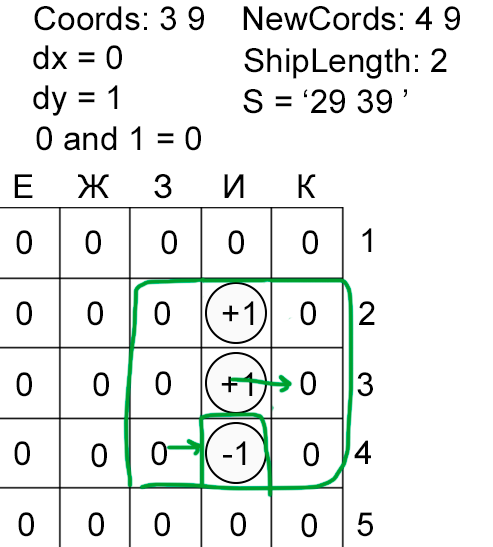 Coords: 3 9 NewCords: 4 9
dx = 0 ShipLength: 2
dy = 1 S = ‘29 39 ’
0 and 1 = 0
Е Ж З И К
0 0 0 0 0 1
0 0 0 +1 0 2
0 0 0 +1 0 3
0 0 0 -1 0 4
0 0 0 0 0 5